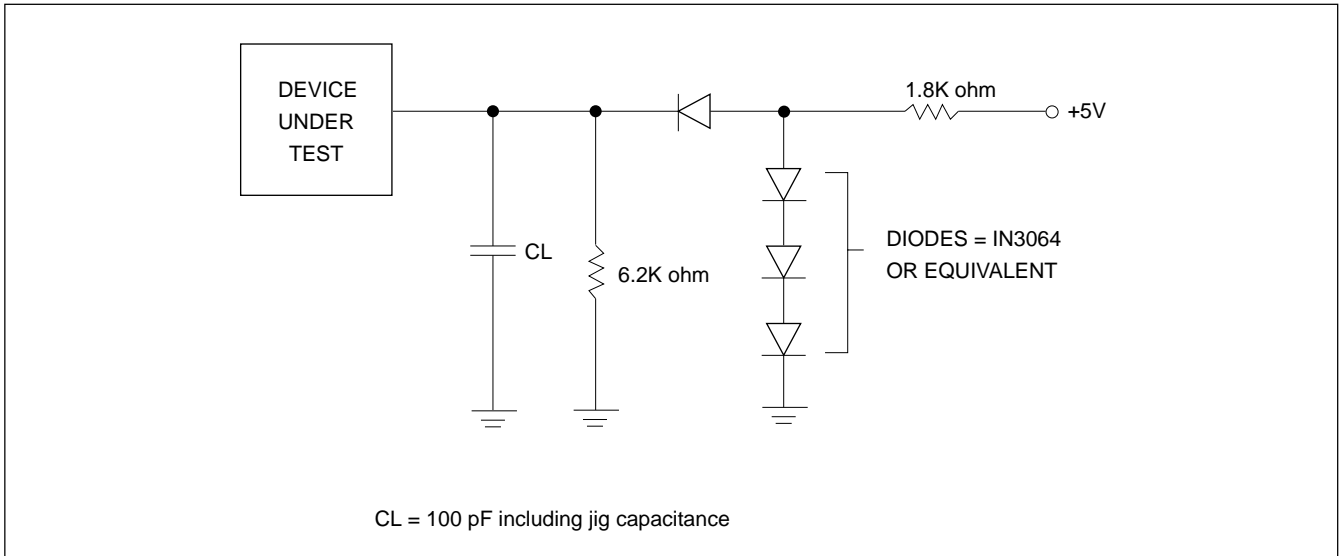 DEVICE
UNDER
TEST
1.8K ohm
+5V
CL
6.2K ohm
DIODES = IN3064
OR EQUIVALENT
CL = 100 pF including jig capacitance